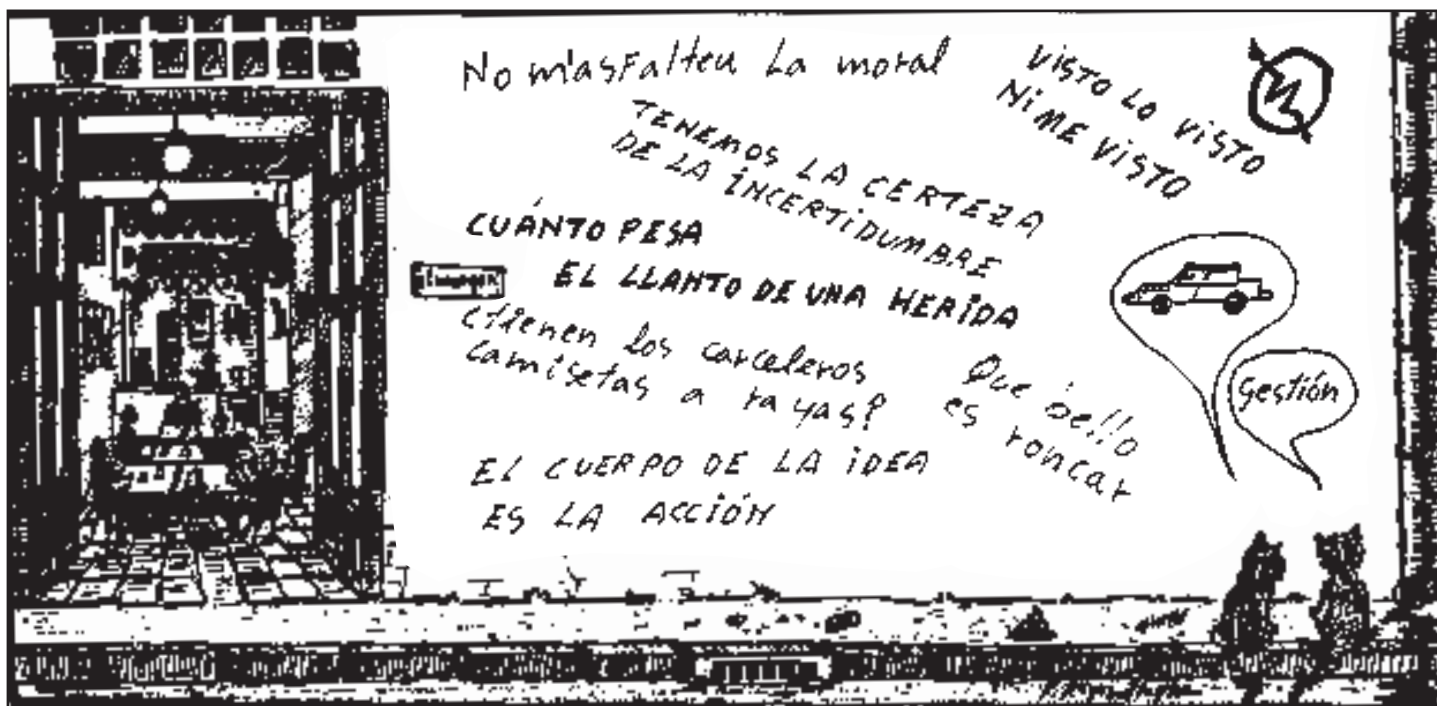 No m'asfalteu La moral
VISTO LO VISTO
NI ME VISTO
TENEMOS LA CERTEZA
DE LA INCERTIDUMBRE
CUÁNTO PESA
EL LLANTO DE UNA HERIDA
¿tienen los carceleros
camisetas a rayas?
Que bello
es roncar
gestión
EL CUERPO DE LA IDEA
ES LA ACCIÓN